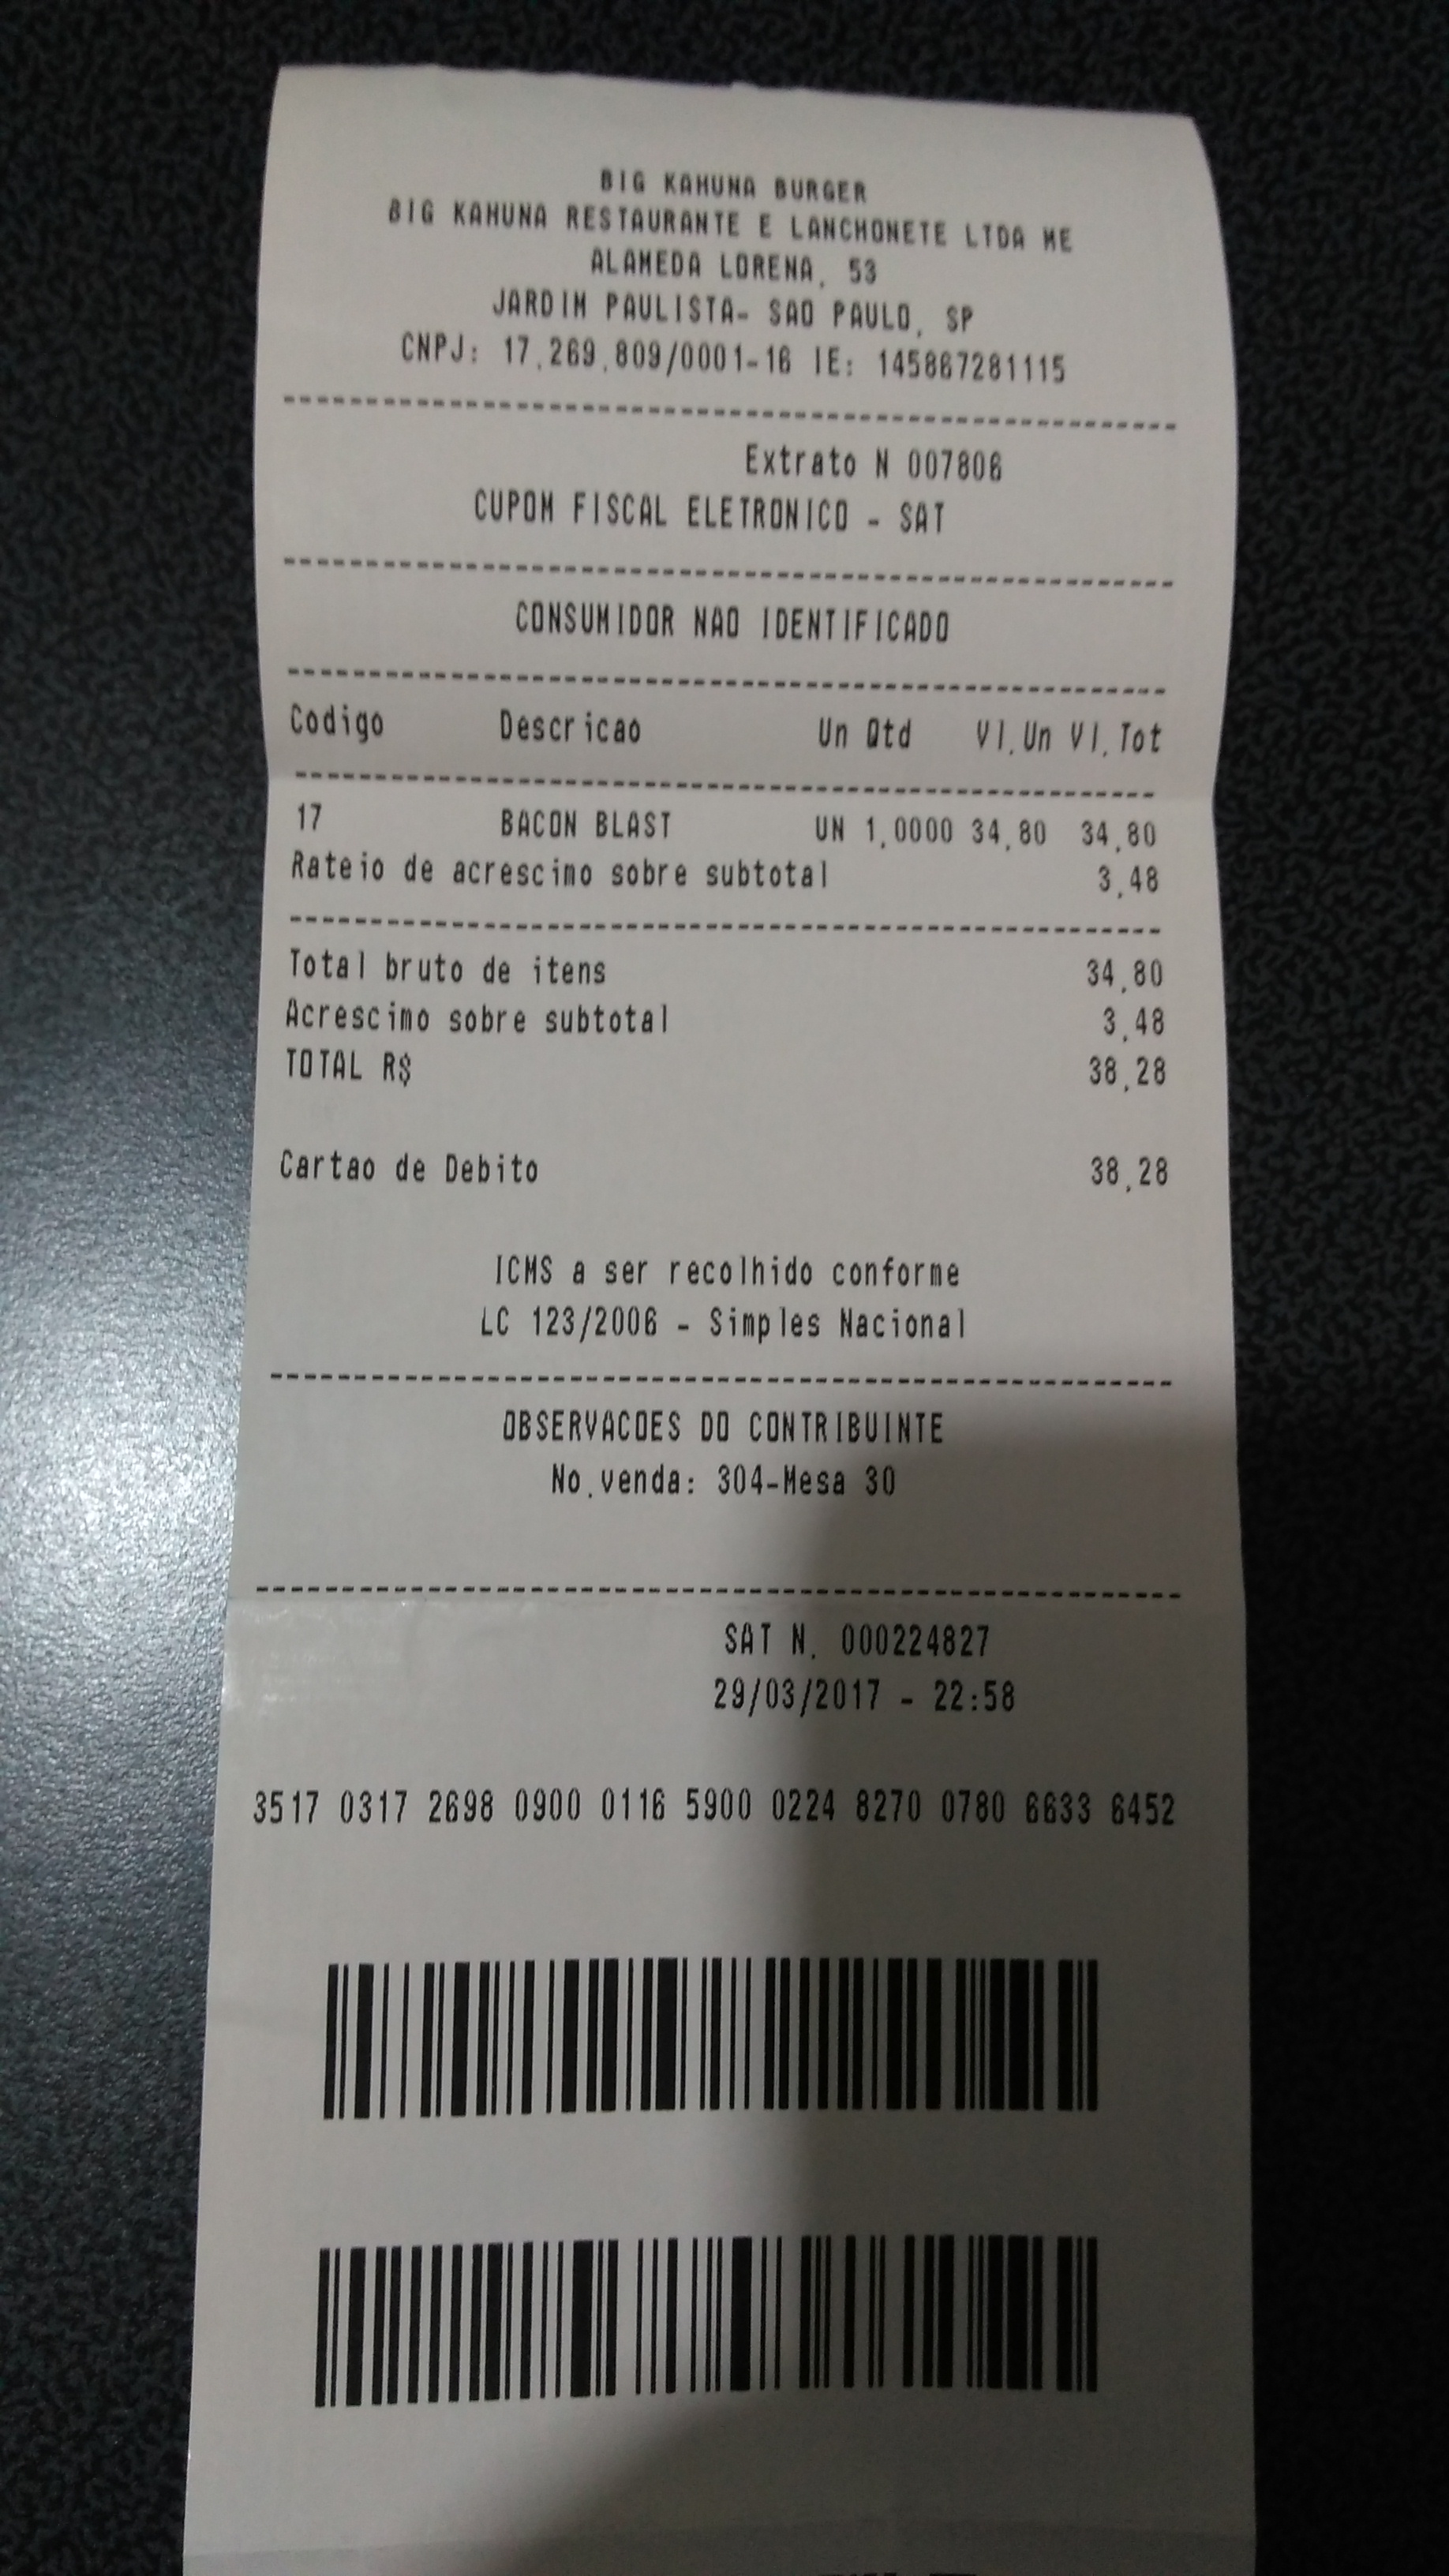 BIG KAHUNA BURGER
BIG KAHUNA RESTAURANTE E LANCHONETE LTDA ME
ALAMEDA LORENA, 53
JARDIM PAULISTA- SAO PAULO, SP
CNPJ: 17.269.809/0001-16 IE: 145867281115
Extrato N 007806
CUPOM FISCAL ELETRONICO - SAT
CONSUMIDOR NAO IDENTIFICADO
Codigo Descricao Un Qtd Vl.Un Vl.Tot
17 BACON BLAST UN 1,0000 34,80 34,80
Rateio de acrescimo sobre subtotal 3,48
Total bruto de itens 34,80
Acrescimo sobre subtotal 3,48
TOTAL R$ 38,28
Cartao de Debito 38,28
ICMS a ser recolhido conforme
LC 123/2006 - Simples Nacional
OBSERVACOES DO CONTRIBUINTE
No.venda: 304-Mesa 30
SAT N. 000224827
29/03/2017 - 22:58
3517 0317 2698 0900 0116 5900 0224 8270 0780 6633 6452